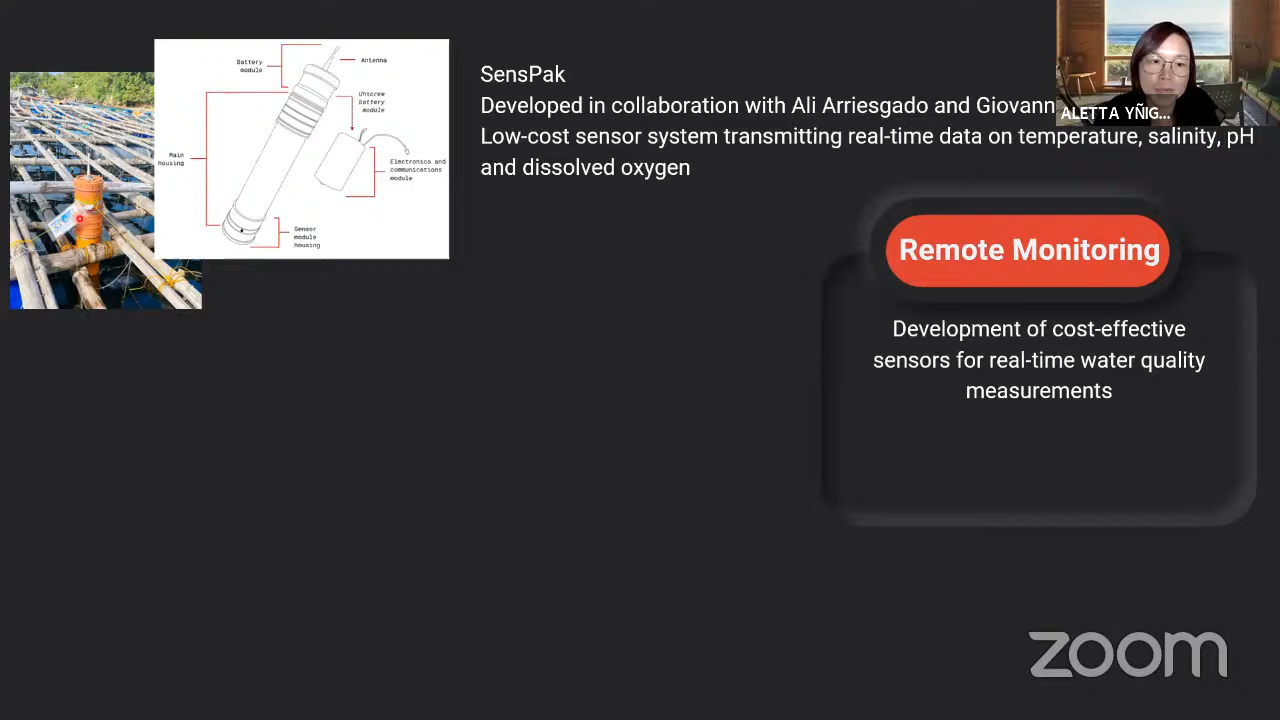 SensPak
Developed in collaboration with Au Arriesgado and Giovann
Low-cost sensor system transmitting real-time data on temperature, salinity, pH
and dissolved oxygen
ALETTA YÑIG...
Battery
module
Antenna
Unscrew
battery
module
Main
housing
Electronics and
communications
module
Sensor
module
housing
Remote Monitoring
Development of cost-effective
sensors for real-time water quality
measurements
zoom